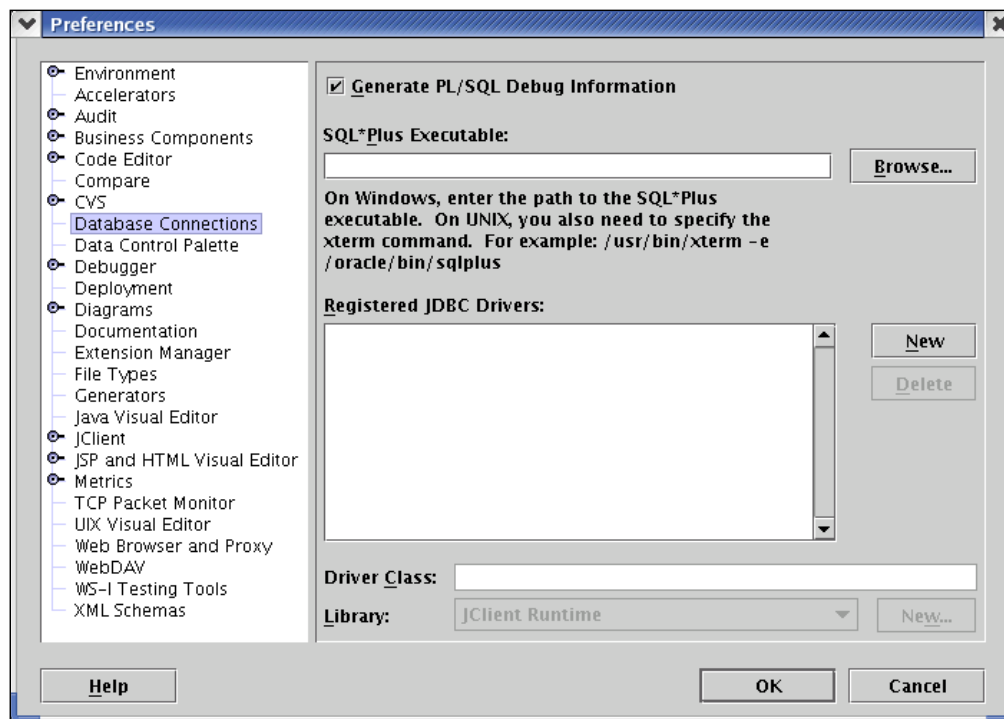 Preferences
Environment
Accelerators
Audit
Business Components
Code Editor
Compare
CVS
Database Connections
Data Control Palette
Debugger
Deployment
Diagrams
Documentation
Extension Manager
File Types
Generators
Java Visual Editor
JClient
JSP and HTML Visual Editor
Metrics
TCP Packet Monitor
UIX Visual Editor
Web Browser and Proxy
WebDAV
WS-I Testing Tools
XML Schemas
Generate PL/SQL Debug Information
SQL*Plus Executable:
Browse...
On Windows, enter the path to the SQL*Plus
executable. On UNIX, you also need to specify the
xterm command. For example: /usr/bin/xterm -e
/oracle/bin/sqlplus
Registered JDBC Drivers:
New
Delete
Driver Class:
Library: JClient Runtime New...
Help OK Cancel